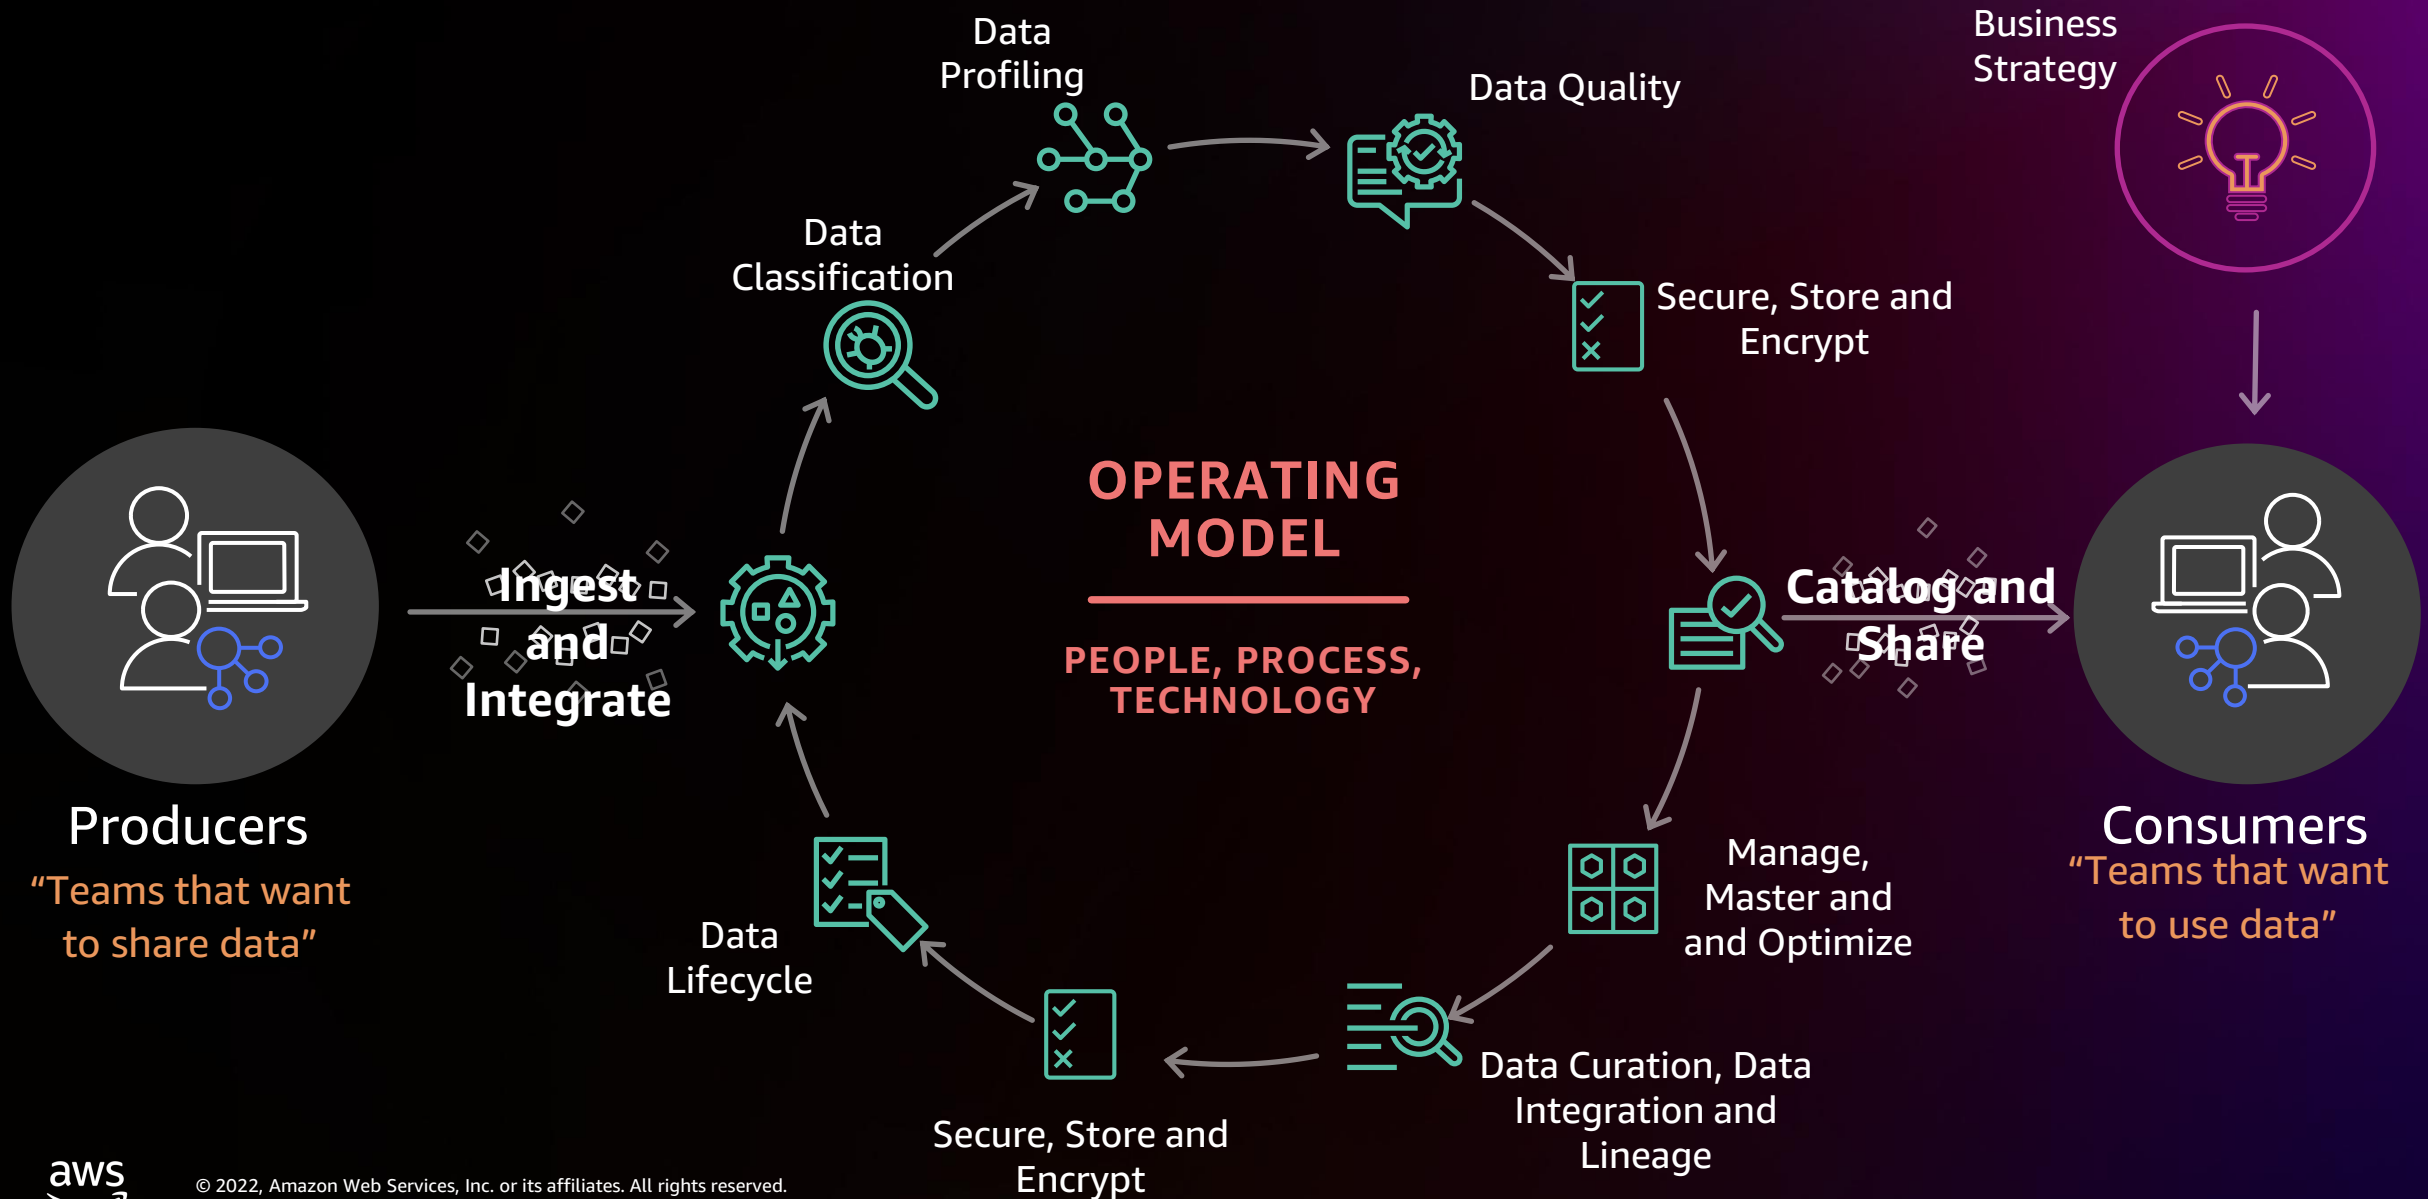 Data
Profiling
Data Quality
Business
Strategy
Data
Classification
Secure, Store and
Encrypt
OPERATING
MODEL
PEOPLE, PROCESS,
TECHNOLOGY
Ingest
and
Integrate
Catalog and
Share
Producers
“Teams that want
to share data”
Consumers
“Teams that want
to use data”
Manage,
Master and
and Optimize
Data
Lifecycle
Data Curation, Data
Integration and
Lineage
Secure, Store and
Encrypt
aws
© 2022, Amazon Web Services, Inc. or its affiliates. All rights reserved.